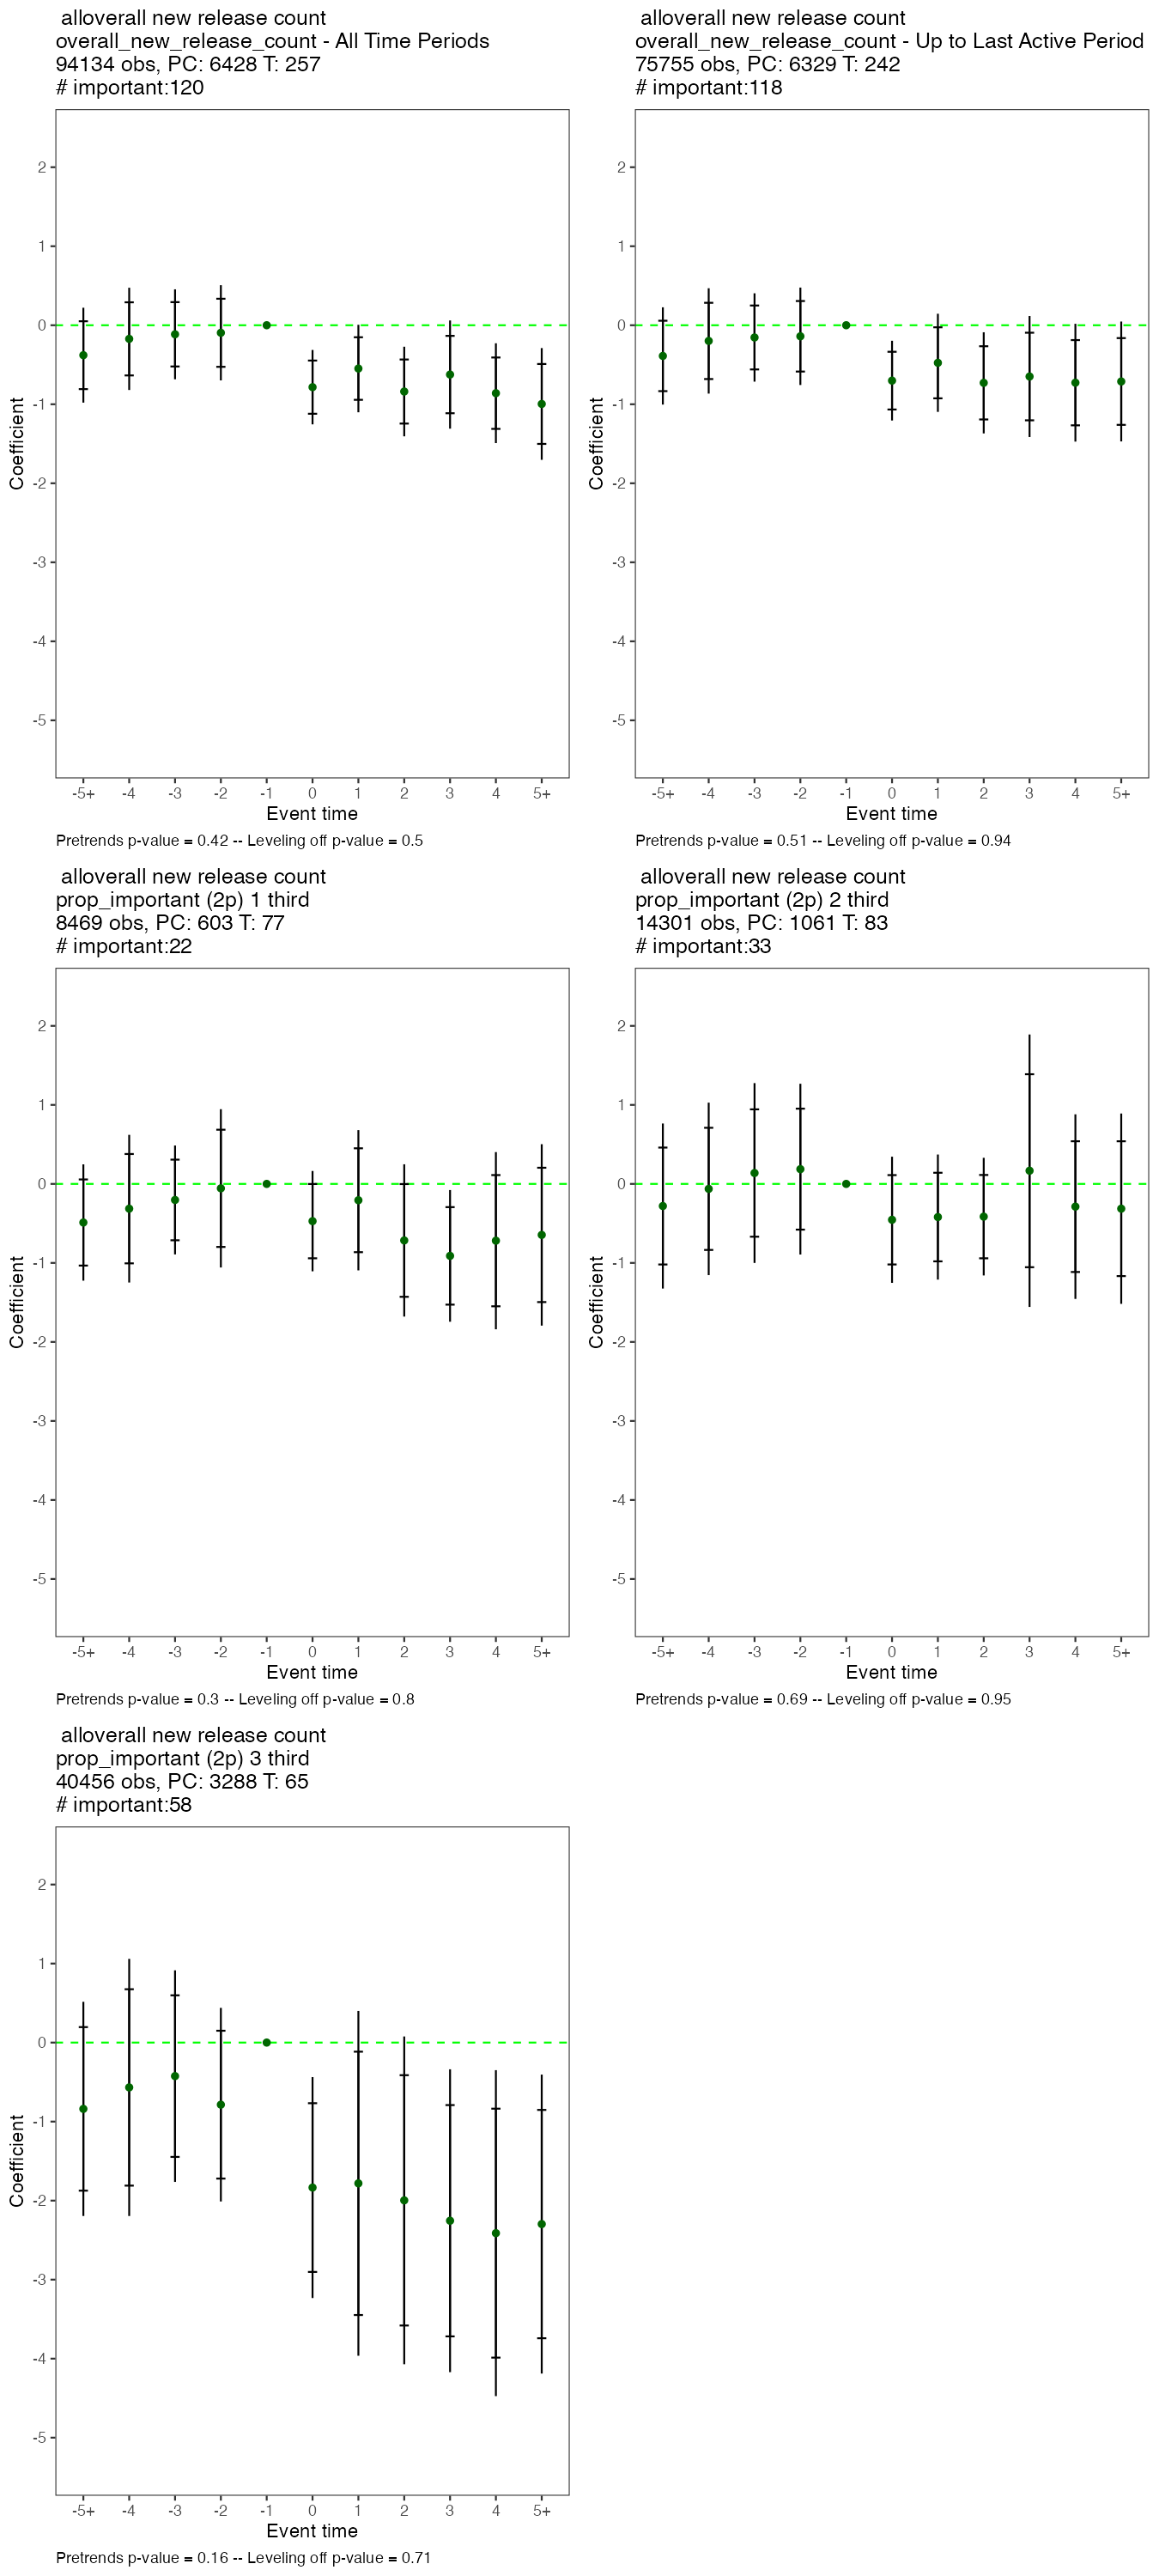 alloverall new release count
overall_new_release_count - All Time Periods
94134 obs, PC: 6428 T: 257
# important:120
2
1
0
-1
-2
-3
-4
-5
Coefficient
-5+ -4 -3 -2 -1 0 1 2 3 4 5+
Event time
Pretrends p-value = 0.42 -- Leveling off p-value = 0.5
alloverall new release count
overall_new_release_count - Up to Last Active Period
75755 obs, PC: 6329 T: 242
# important:118
2
1
0
-1
-2
-3
-4
-5
Coefficient
-5+ -4 -3 -2 -1 0 1 2 3 4 5+
Event time
Pretrends p-value = 0.51 -- Leveling off p-value = 0.94
alloverall new release count
prop_important (2p) 1 third
8469 obs, PC: 603 T: 77
# important:22
2
1
0
-1
-2
-3
-4
-5
Coefficient
-5+ -4 -3 -2 -1 0 1 2 3 4 5+
Event time
Pretrends p-value = 0.3 -- Leveling off p-value = 0.8
alloverall new release count
prop_important (2p) 2 third
14301 obs, PC: 1061 T: 83
# important:33
2
1
0
-1
-2
-3
-4
-5
Coefficient
-5+ -4 -3 -2 -1 0 1 2 3 4 5+
Event time
Pretrends p-value = 0.69 -- Leveling off p-value = 0.95
alloverall new release count
prop_important (2p) 3 third
40456 obs, PC: 3288 T: 65
# important:58
2
1
0
-1
-2
-3
-4
-5
Coefficient
-5+ -4 -3 -2 -1 0 1 2 3 4 5+
Event time
Pretrends p-value = 0.16 -- Leveling off p-value = 0.71